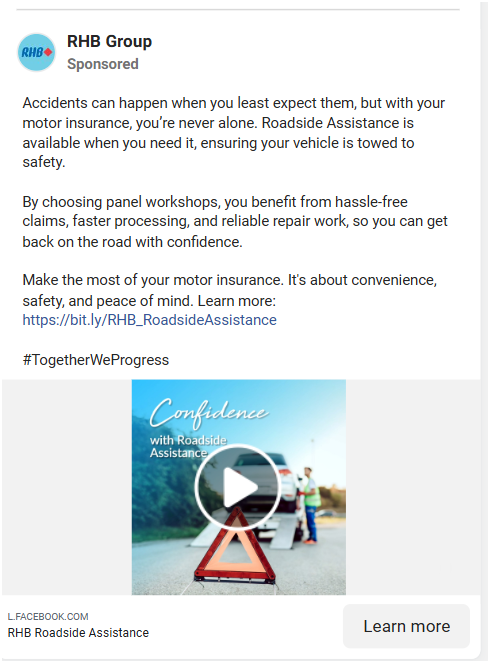 RHB
RHB Group
Sponsored
Accidents can happen when you least expect them, but with your
motor insurance, you're never alone. Roadside Assistance is
available when you need it, ensuring your vehicle is towed to
safety.
By choosing panel workshops, you benefit from hassle-free
claims, faster processing, and reliable repair work, so you can get
back on the road with confidence.
Make the most of your motor insurance. It's about convenience,
safety, and peace of mind. Learn more:
https://bit.ly/RHB_RoadsideAssistance
#TogetherWeProgress
Confidence
with Roadside
Assistance
L.FACEBOOK.COM
RHB Roadside Assistance
Learn more